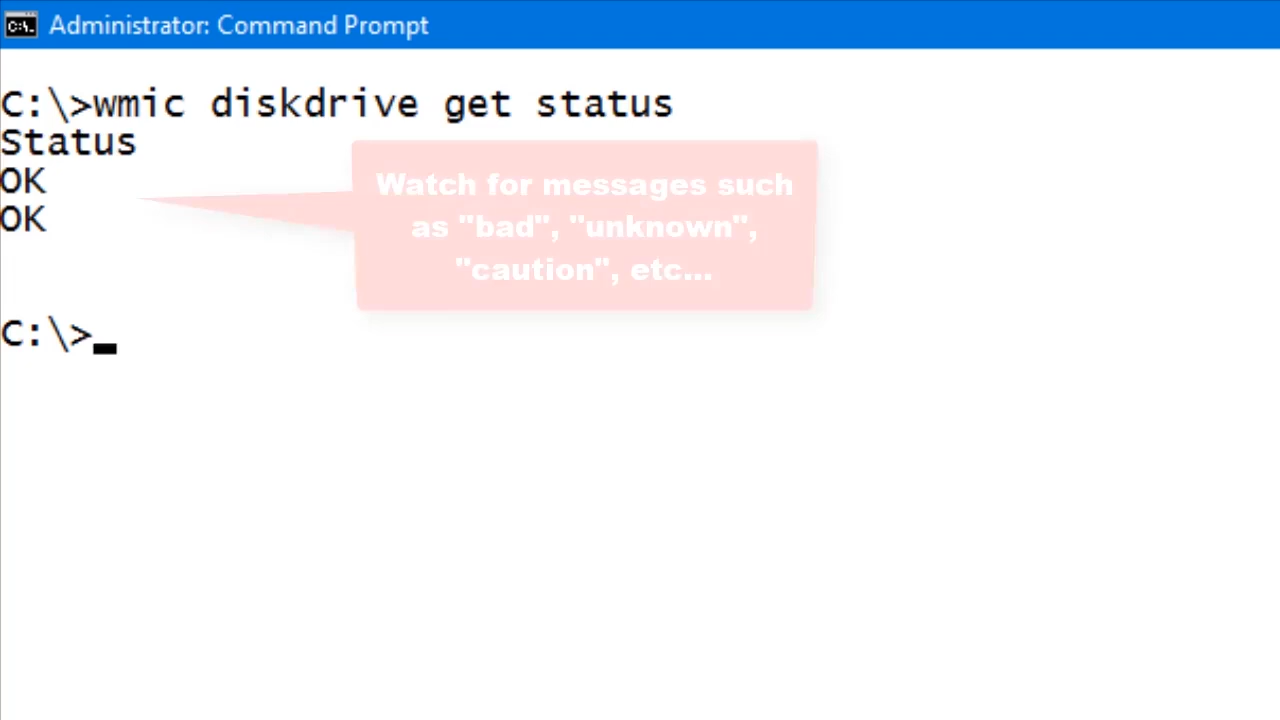 Administrator: Command Prompt
C:\>wmic diskdrive get status
Status
OK
OK
Watch for messages such
as "bad", "unknown",
"caution", etc...
C:\>